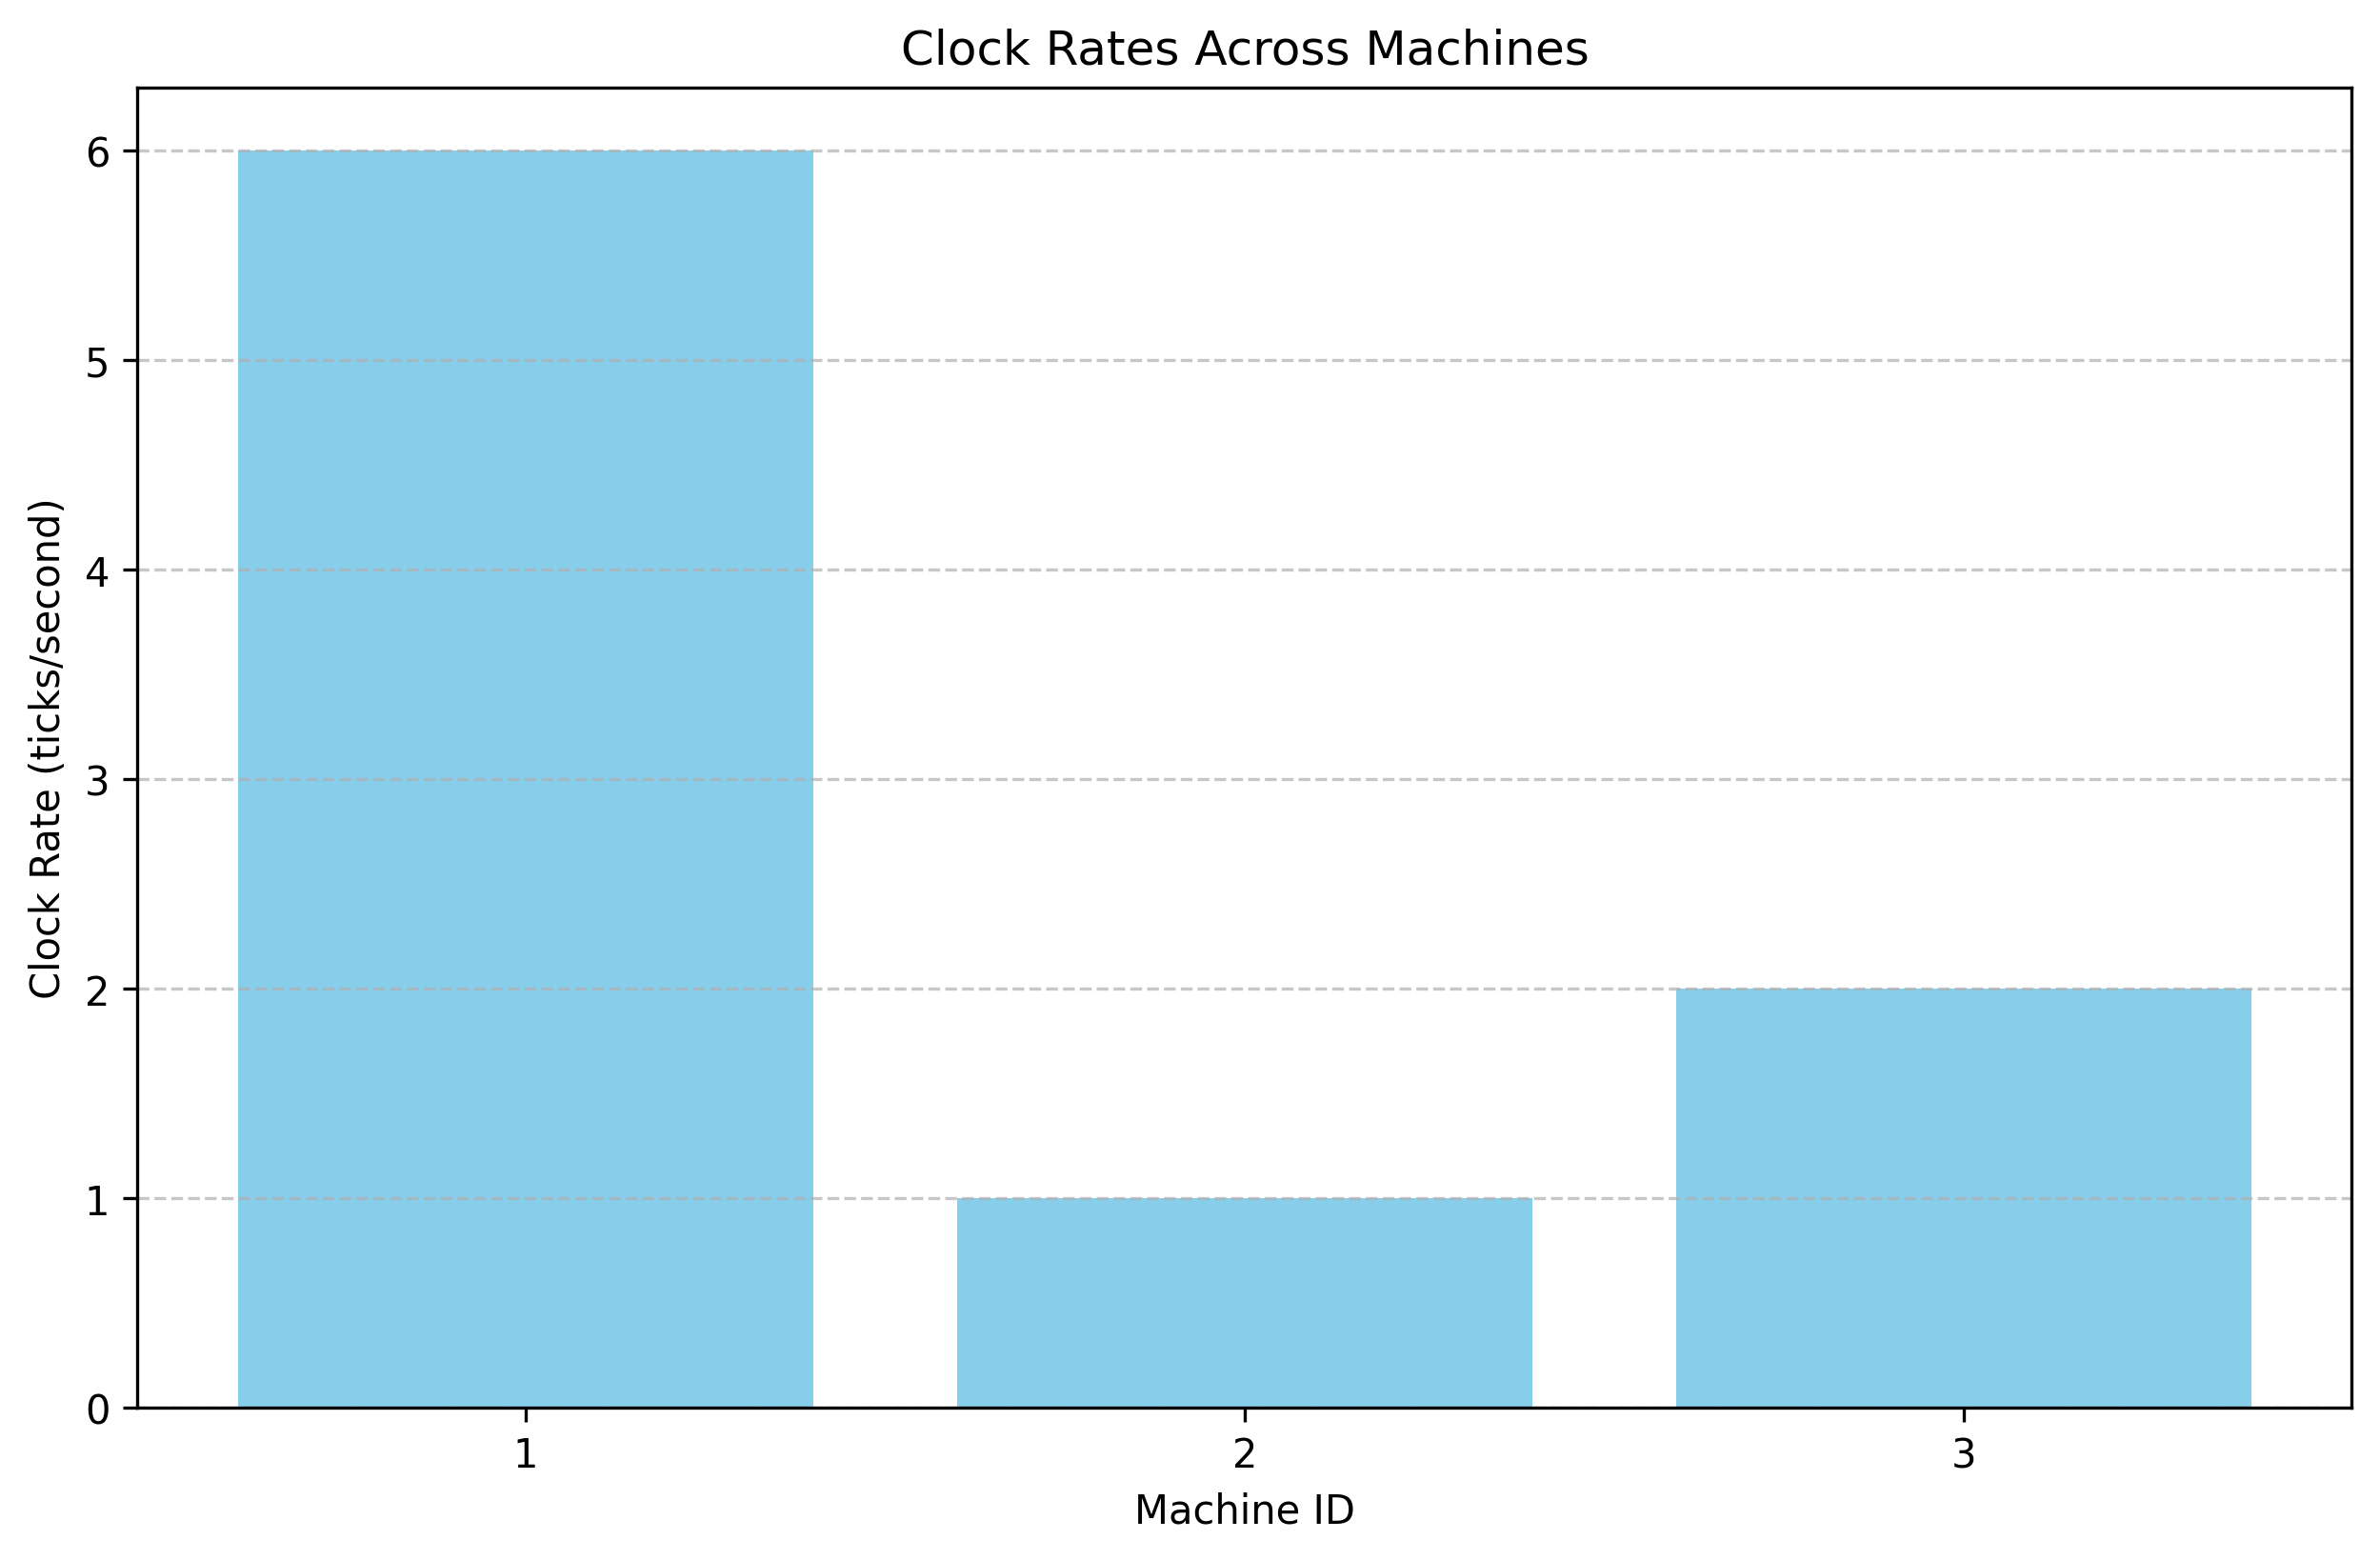 Clock Rates Across Machines
Clock Rate (ticks/second)
6
5
4
3
2
1
0
1 2 3
Machine ID